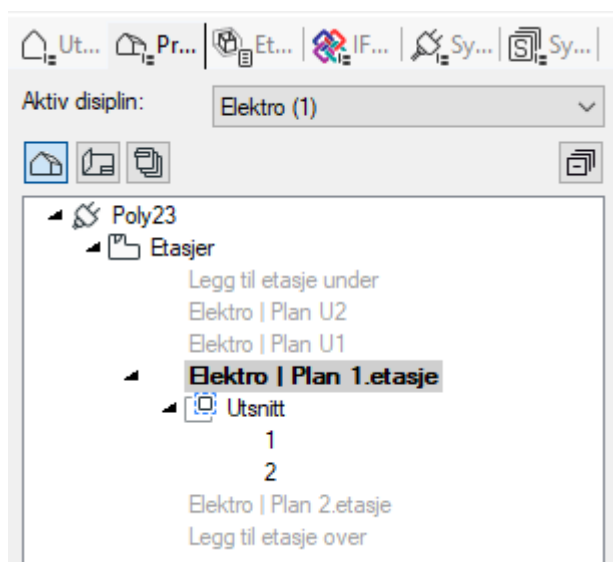 Ut... Pr... Et... IF... Sy... Sy...
Aktiv disiplin: Elektro (1)
Poly23
Etasjer
Legg til etasje under
Elektro | Plan U2
Elektro | Plan U1
Elektro | Plan 1.etasje
Utsnitt
1
2
Elektro | Plan 2.etasje
Legg til etasje over